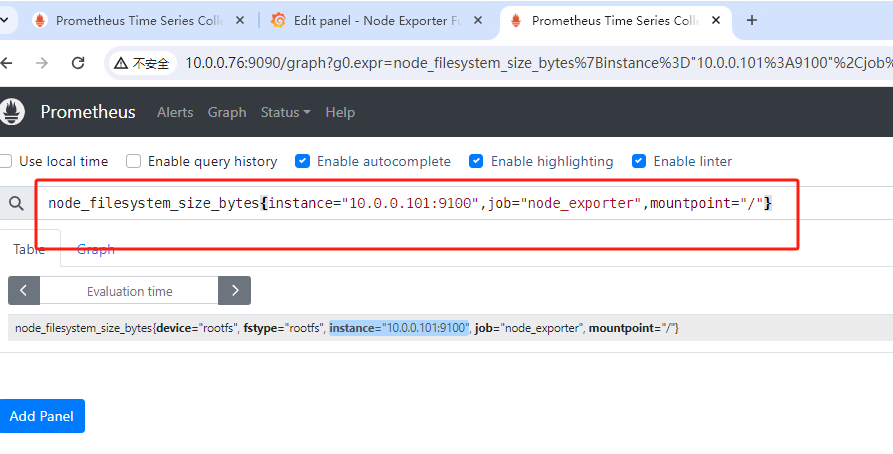 Prometheus Time Series Colle
Edit panel - Node Exporter Fu
Prometheus Time Series Colle
不安全
10.0.0.76:9090/graph?g0.expr=node_filesystem_size_bytes%7Binstance%3D"10.0.0.101%3A9100"%2Cjob%
Prometheus Alerts Graph Status Help
Use local time Enable query history Enable autocomplete Enable highlighting Enable linter
node_filesystem_size_bytes{instance="10.0.0.101:9100",job="node_exporter",mountpoint="/"}
Table Graph
Evaluation time
node_filesystem_size_bytes{device="rootfs", fstype="rootfs", instance="10.0.0.101:9100", job="node_exporter", mountpoint="/"}
Add Panel